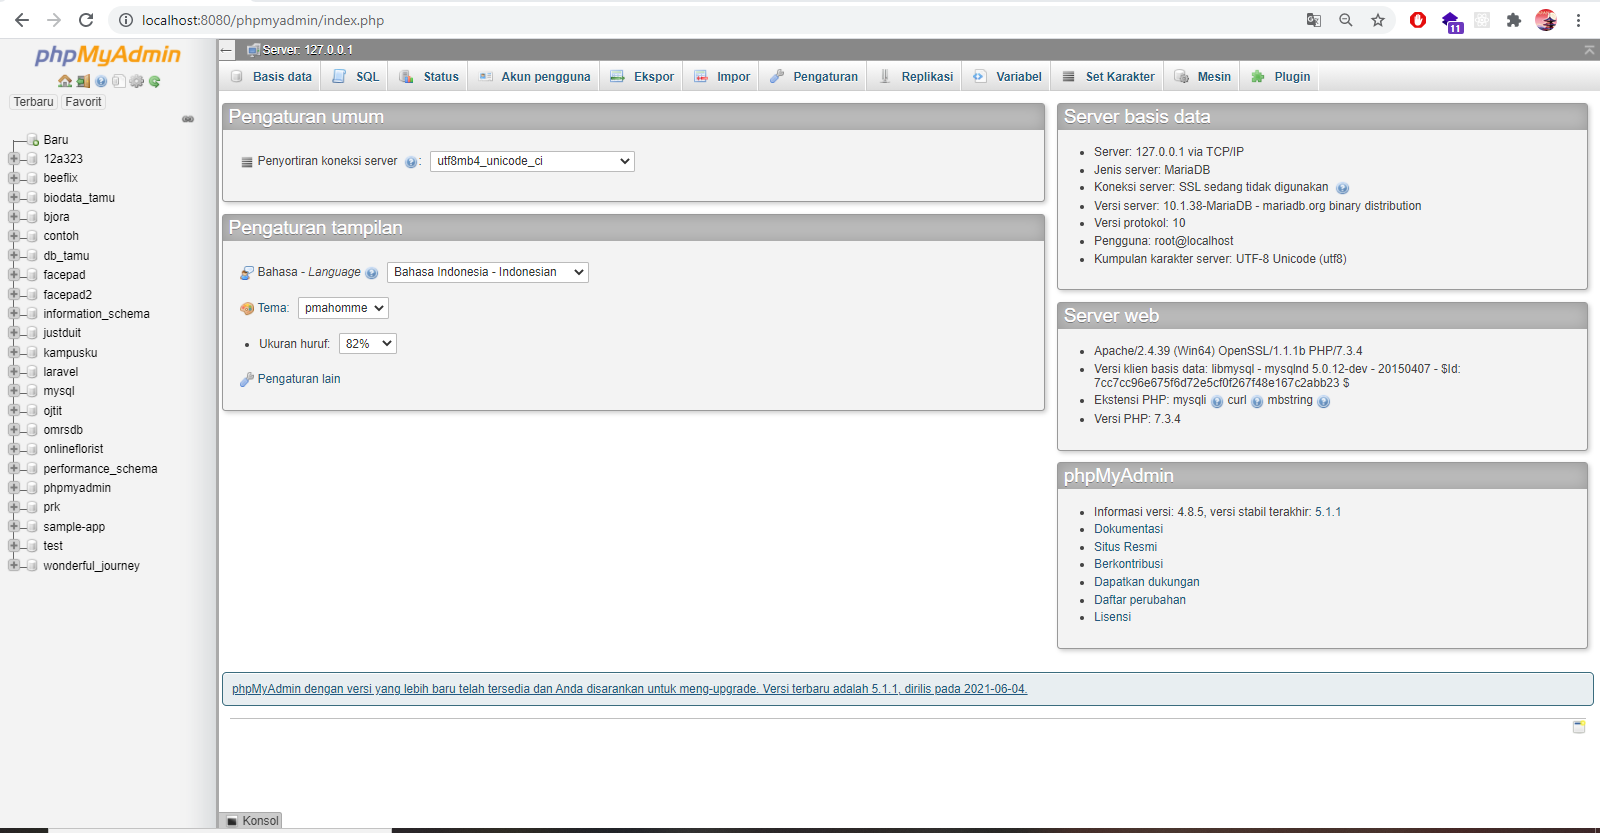 localhost:8080/phpmyadmin/index.php
11
phpMyAdmin
Terbaru Favorit
Baru
12a323
beeflix
biodata_tamu
bjora
contoh
db_tamu
facepad
facepad2
information_schema
justduit
kampusku
laravel
mysql
ojtit
omrsdb
onlineflorist
performance_schema
phpmyadmin
prk
sample-app
test
wonderful_journey
Server: 127.0.0.1
Basis data SQL Status Akun pengguna Ekspor Impor Pengaturan Replikasi Variabel Set Karakter Mesin Plugin
Pengaturan umum
Penyortiran koneksi server : utf8mb4_unicode_ci
Pengaturan tampilan
Bahasa - Language Bahasa Indonesia - Indonesian
Tema: pmahomme
Ukuran huruf: 82%
Pengaturan lain
Server basis data
Server: 127.0.0.1 via TCP/IP
Jenis server: MariaDB
Koneksi server: SSL sedang tidak digunakan
Versi server: 10.1.38-MariaDB - mariadb.org binary distribution
Versi protokol: 10
Pengguna: root@localhost
Kumpulan karakter server: UTF-8 Unicode (utf8)
Server web
Apache/2.4.39 (Win64) OpenSSL/1.1.1b PHP/7.3.4
Versi klien basis data: libmysql - mysqlnd 5.0.12-dev - 20150407 - $Id:
7cc7cc96e675f6d72e5cf0f267f48e167c2abb23 $
Ekstensi PHP: mysqli curl mbstring
Versi PHP: 7.3.4
phpMyAdmin
Informasi versi: 4.8.5, versi stabil terakhir: 5.1.1
Dokumentasi
Situs Resmi
Berkontribusi
Dapatkan dukungan
Daftar perubahan
Lisensi
phpMyAdmin dengan versi yang lebih baru telah tersedia dan Anda disarankan untuk meng-upgrade. Versi terbaru adalah 5.1.1, dirilis pada 2021-06-04.
Konsol